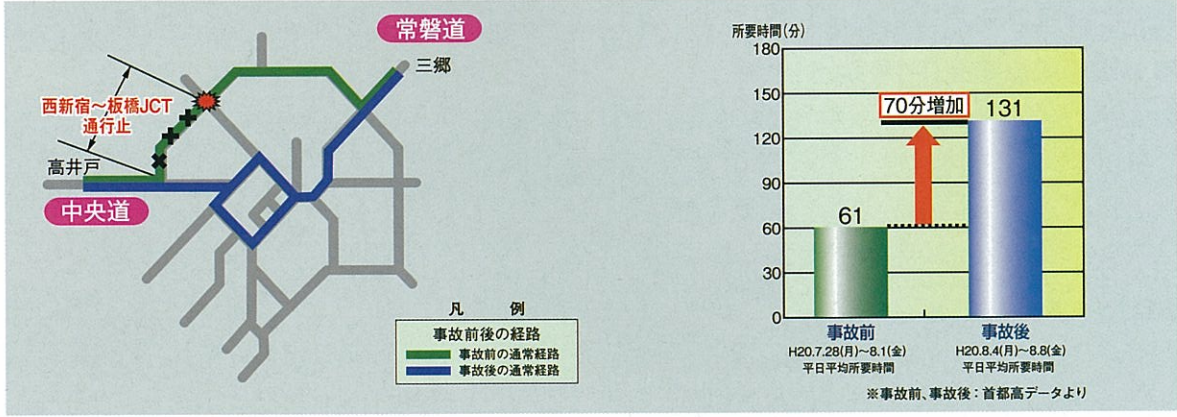 常磐道
三郷
西新宿～板橋JCT
通行止
高井戸
中央道
凡 例
事故前後の経路
事故前の通常経路
事故後の通常経路
所要時間(分)
180
150
120
90
60
30
0
70分増加
61
131
事故前
H20.7.28(月)～8.1(金)
平日平均所要時間
事故後
H20.8.4(月)～8.8(金)
平日平均所要時間
※事故前、事故後：首都高データより